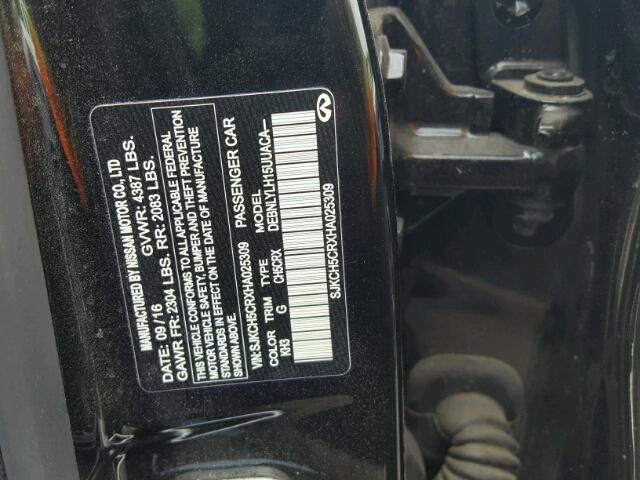 MANUFACTURED BY NISSAN MOTOR CO., LTD
DATE: 09/16 GVWR: 4387 LBS.
GAWR FR: 2304 LBS. RR: 2083 LBS.
THIS VEHICLE CONFORMS TO ALL APPLICABLE FEDERAL
MOTOR VEHICLE SAFETY, BUMPER AND THEFT PREVENTION
STANDARDS IN EFFECT ON THE DATE OF MANUFACTURE
SHOWN ABOVE.
VIN: SJKCH5CRXHA025309 PASSENGER CAR
COLOR TRIM TYPE MODEL
KH3 G CH5CRX DEBNLYLH15UUACA--
SJKCH5CRXHA025309